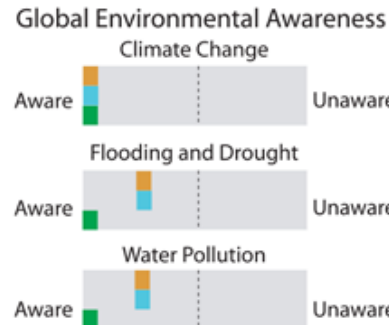 Global Environmental Awareness
Climate Change
Aware Unaware
Flooding and Drought
Aware Unaware
Water Pollution
Aware Unaware